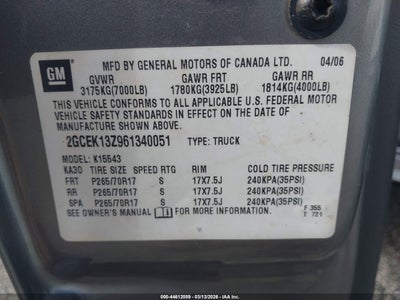 GM
MFD BY GENERAL MOTORS OF CANADA LTD. 04/06
GVWR GAWR FRT GAWR RR
3175KG(7000LB) 1780KG(3925LB) 1814KG(4000LB)
THIS VEHICLE CONFORMS TO ALL APPLICABLE U.S. FEDERAL MOTOR
VEHICLE SAFETY STANDARDS IN EFFECT ON THE DATE OF
MANUFACTURE SHOWN ABOVE.
2GCEK13Z961340051 TYPE: TRUCK
MODEL: K15543
KA30 TIRE SIZE SPEED RTG RIM COLD TIRE PRESSURE
FRT P265/70R17 S 17X7.5J 240KPA(35PSI)
RR P265/70R17 S 17X7.5J 240KPA(35PSI)
SPA P265/70R17 S 17X7.5J 240KPA(35PSI)
SEE OWNER'S MANUAL FOR MORE INFORMATION.
F 355
T 721
000-44612059 - 03/13/2026 - IAAI.COM